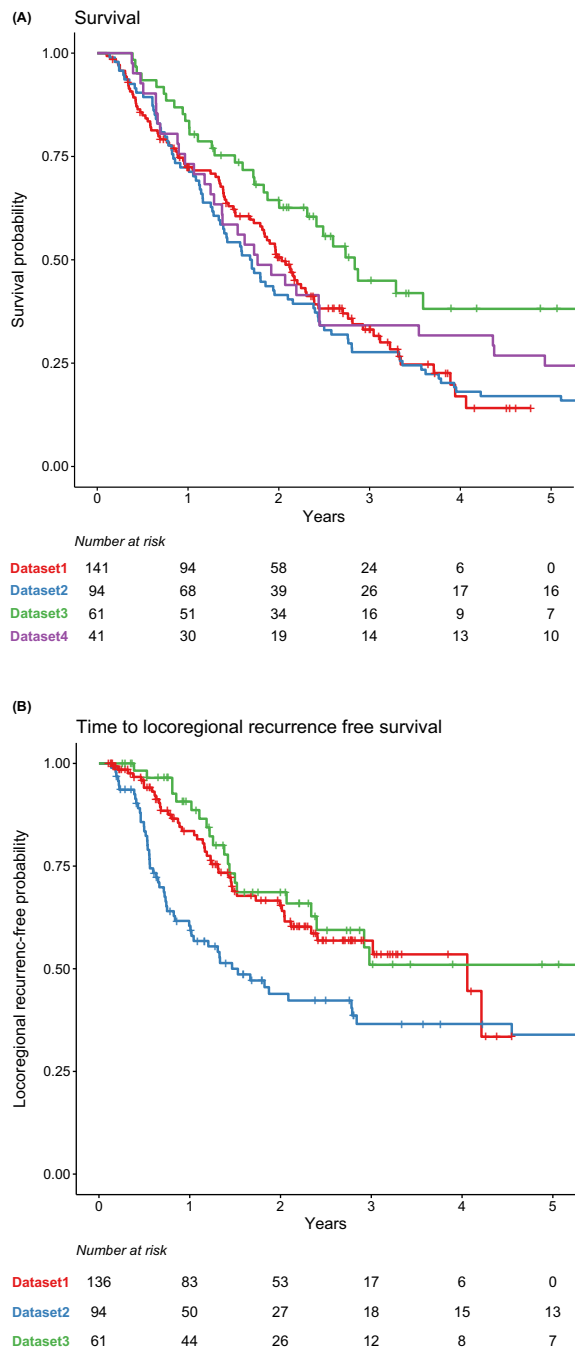 (A)
Survival
1.00
0.75
0.50
0.25
0.00
Survival probability
0 1 2 3 4 5
Years
Number at risk
Dataset1 141 94 58 24 6 0
Dataset2 94 68 39 26 17 16
Dataset3 61 51 34 16 9 7
Dataset4 41 30 19 14 13 10
(B)
Time to locoregional recurrence free survival
1.00
0.75
0.50
0.25
0.00
Locoregional recurrenc-free probability
0 1 2 3 4 5
Years
Number at risk
Dataset1 136 83 53 17 6 0
Dataset2 94 50 27 18 15 13
Dataset3 61 44 26 12 8 7